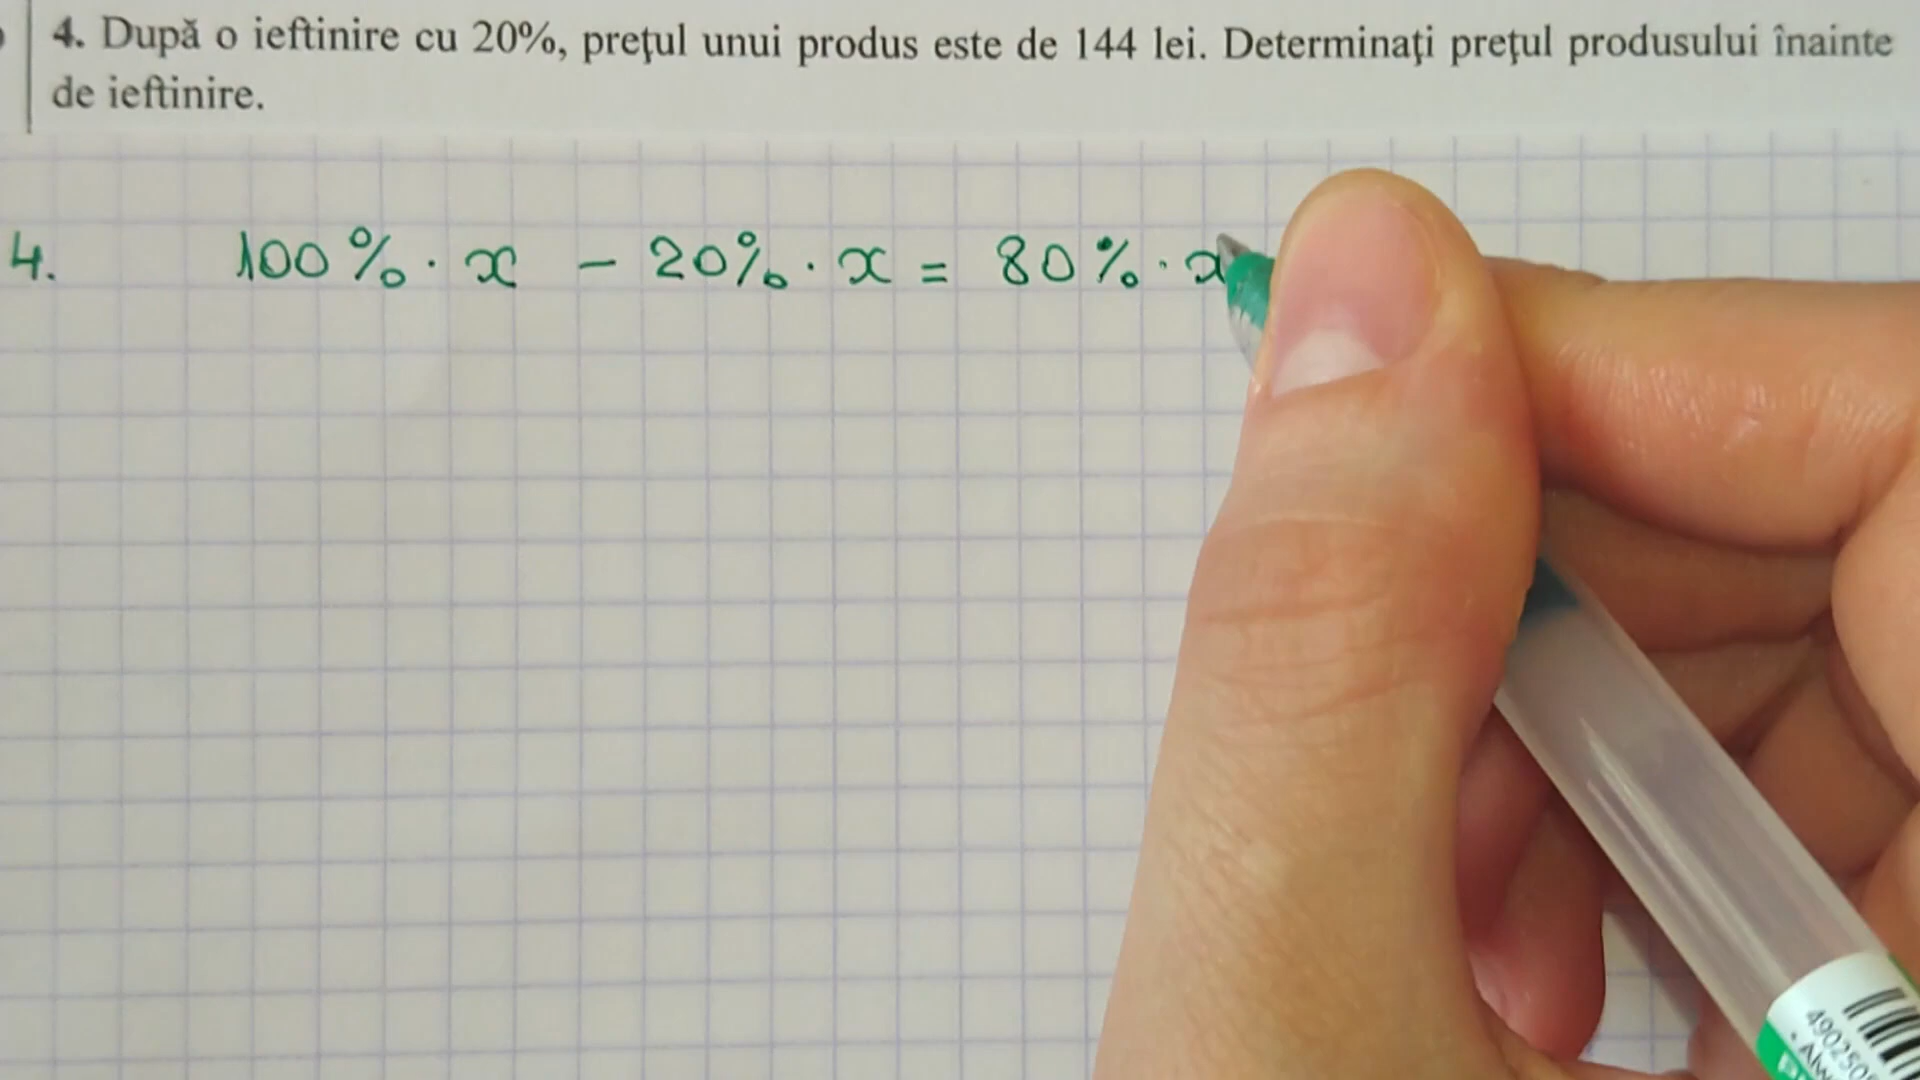 4. După o ieftinire cu 20%, prețul unui produs este de 144 lei. Determinați prețul produsului înainte
de ieftinire.
4. 100% · x − 20% · x = 80% · x